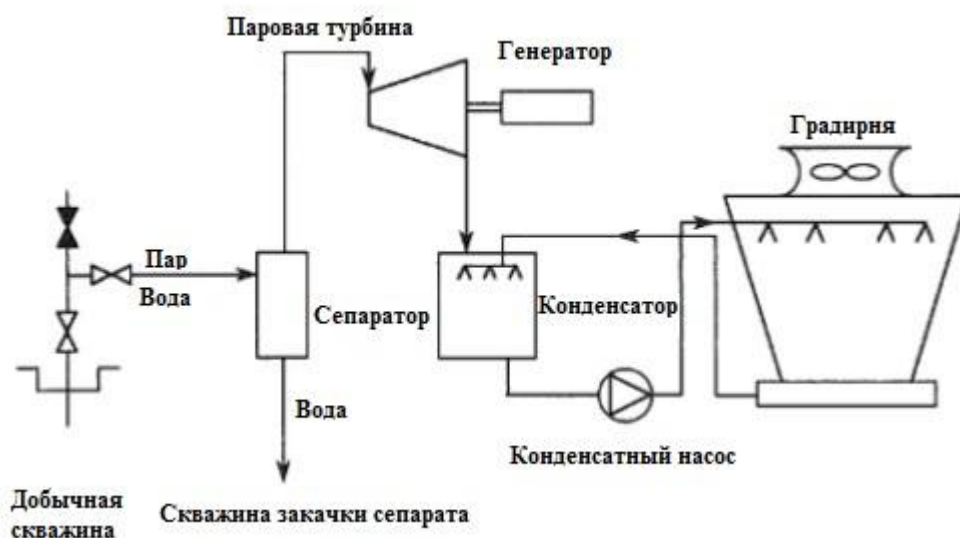 Паровая турбина
Генератор
Градирня
Пар
Вода
Сепаратор
Конденсатор
Вода
Конденсатный насос
Добычная
скважина
Скважина закачки сепарата